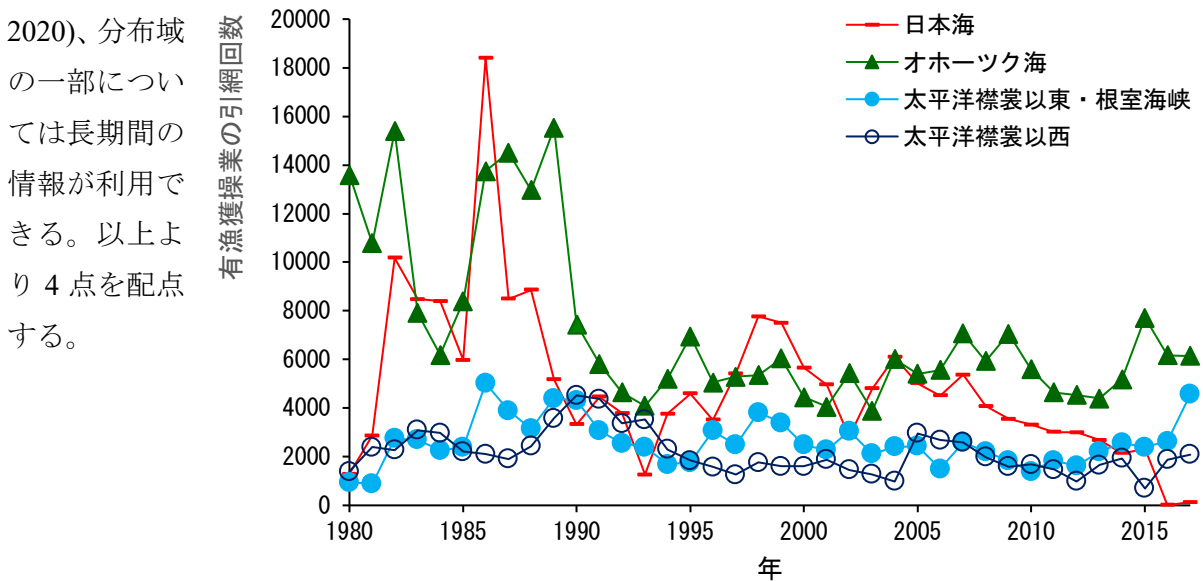 2020)、分布域
の一部につい
ては長期間の
情報が利用で
きる。以上よ
り 4 点を配点
する。
有漁獲操業の引網回数
20000
18000
16000
14000
12000
10000
8000
6000
4000
2000
0
日本海
オホーツク海
太平洋襟裳以東・根室海峡
太平洋襟裳以西
1980
1985
1990
1995
2000
2005
2010
2015
年